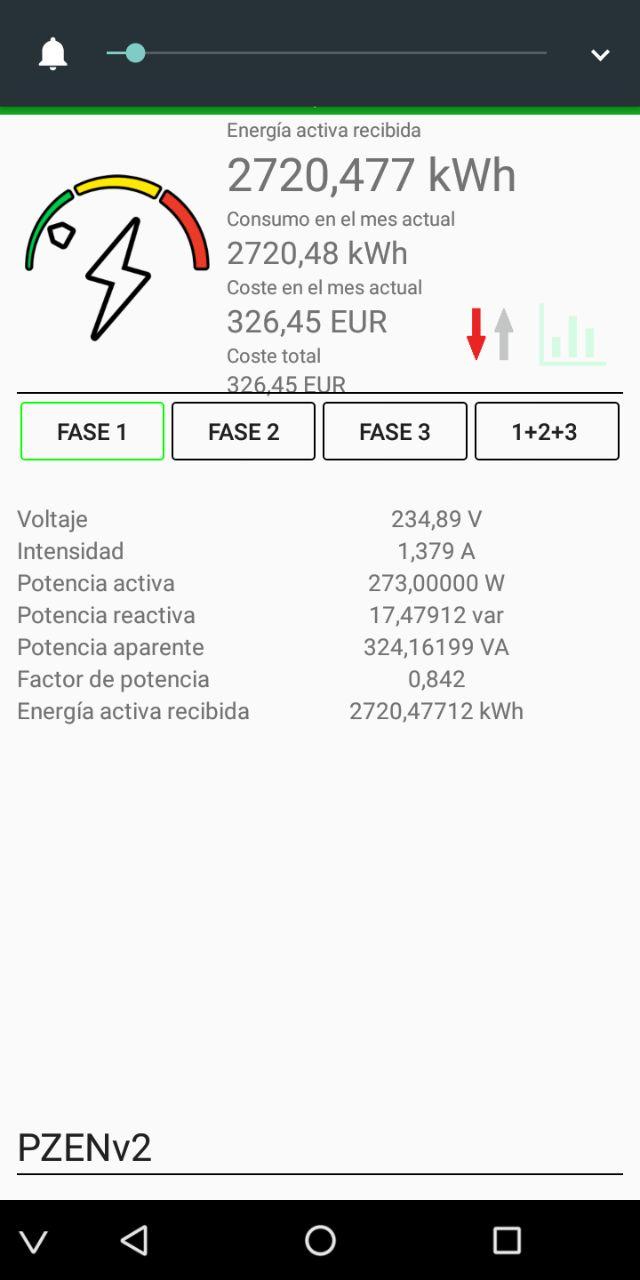 Energía activa recibida
2720,477 kWh
Consumo en el mes actual
2720,48 kWh
Coste en el mes actual
326,45 EUR
Coste total
326,45 EUR
FASE 1 FASE 2 FASE 3 1+2+3
Voltaje 234,89 V
Intensidad 1,379 A
Potencia activa 273,00000 W
Potencia reactiva 17,47912 var
Potencia aparente 324,16199 VA
Factor de potencia 0,842
Energía activa recibida 2720,47712 kWh
PZENv2